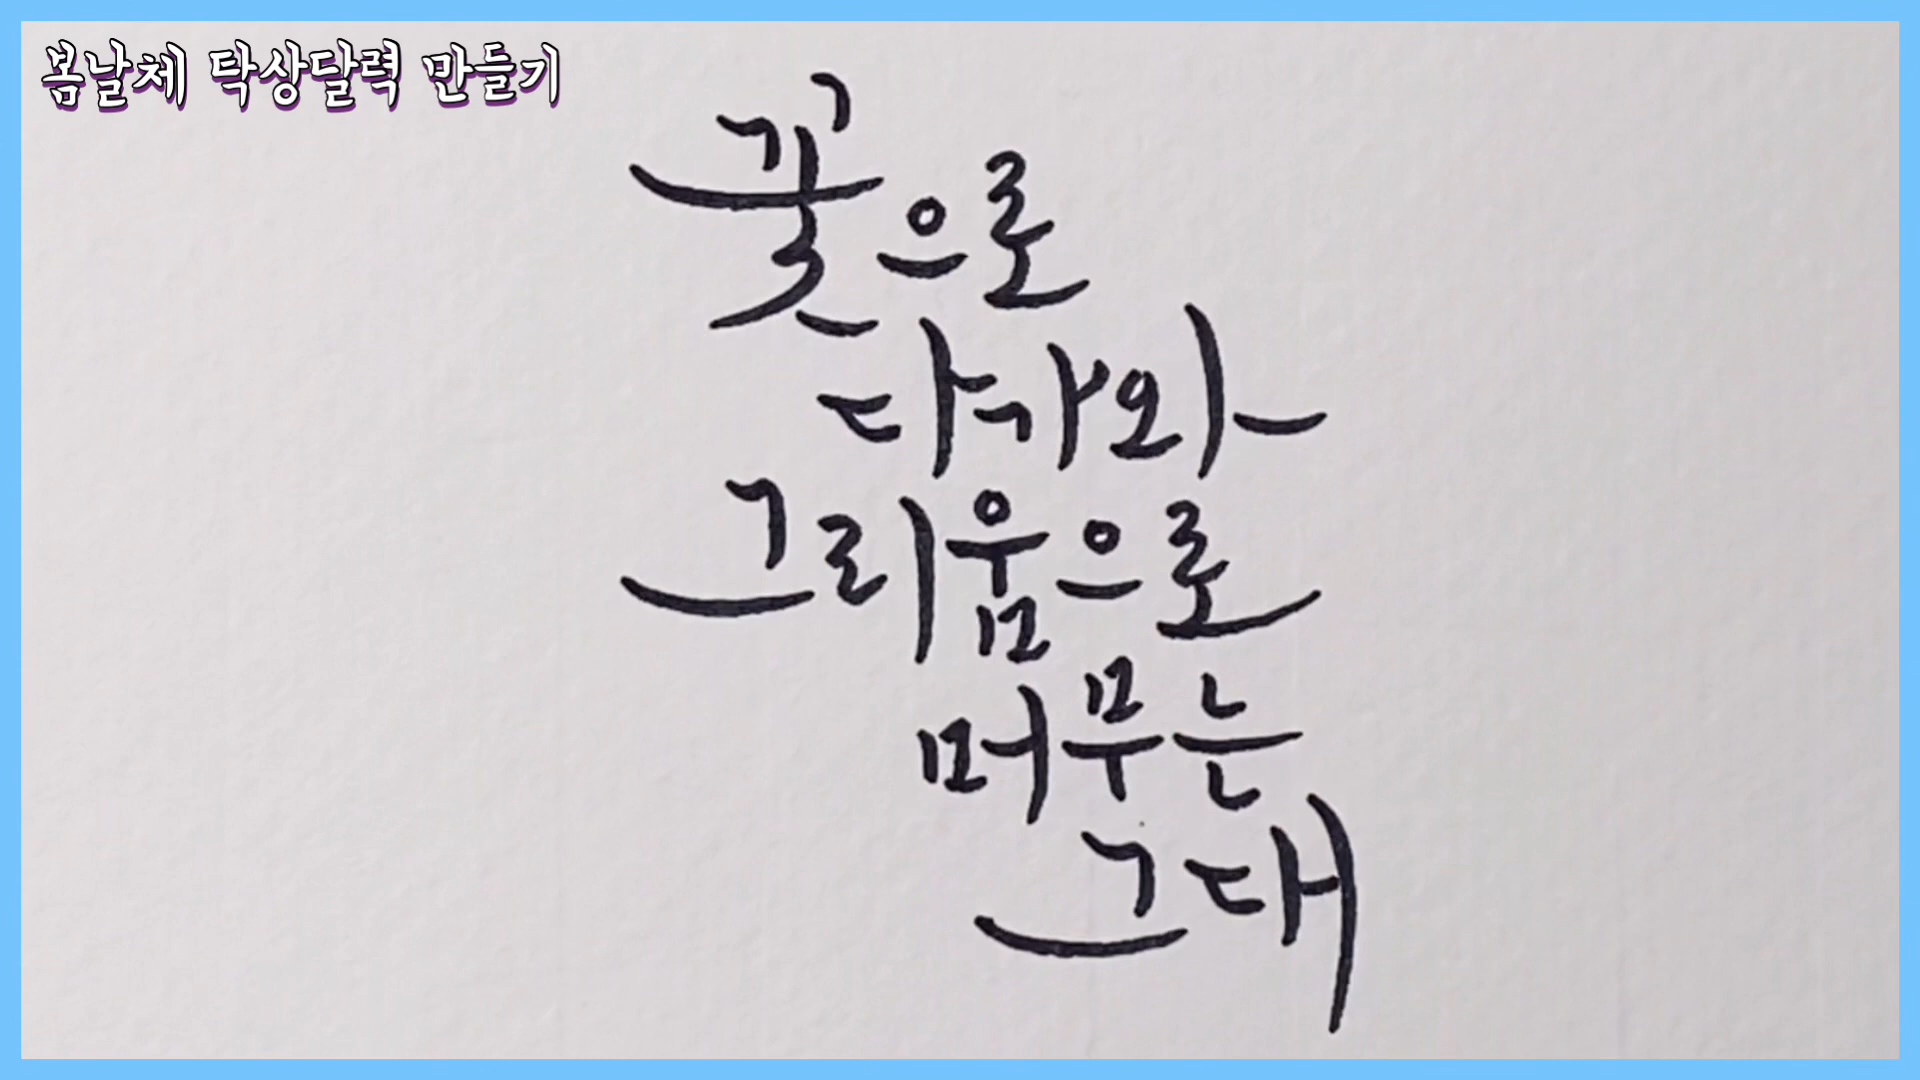 봄날체 탁상달력 만들기
꽃으로
다가와
그리움으로
머무는
그대